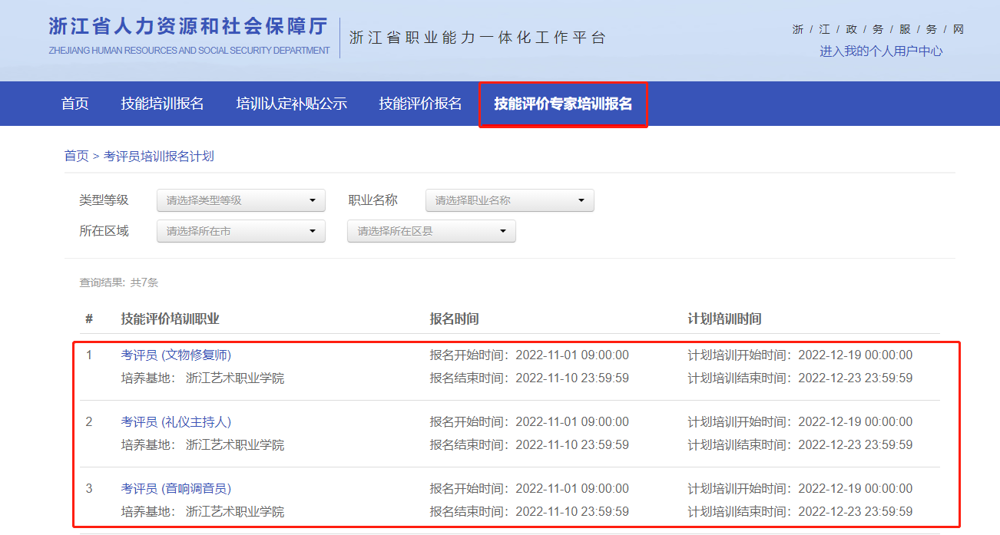 浙江省人力资源和社会保障厅
ZHEJIANG HUMAN RESOURCES AND SOCIAL SECURITY DEPARTMENT
浙江省职业能力一体化工作平台
浙 / 江 / 政 / 务 / 服 / 务 / 网
进入我的个人用户中心
首页 技能培训报名 培训认定补贴公示 技能评价报名 技能评价专家培训报名
首页 > 考评员培训报名计划
类型等级 请选择类型等级 职业名称 请选择职业名称
所在区域 请选择所在市 请选择所在区县
查询结果: 共7条
# 技能评价培训职业 报名时间 计划培训时间
1 考评员 (文物修复师) 报名开始时间：2022-11-01 09:00:00 计划培训开始时间：2022-12-19 00:00:00
培养基地： 浙江艺术职业学院 报名结束时间：2022-11-10 23:59:59 计划培训结束时间：2022-12-23 23:59:59
2 考评员 (礼仪主持人) 报名开始时间：2022-11-01 09:00:00 计划培训开始时间：2022-12-19 00:00:00
培养基地： 浙江艺术职业学院 报名结束时间：2022-11-10 23:59:59 计划培训结束时间：2022-12-23 23:59:59
3 考评员 (音响调音员) 报名开始时间：2022-11-01 09:00:00 计划培训开始时间：2022-12-19 00:00:00
培养基地： 浙江艺术职业学院 报名结束时间：2022-11-10 23:59:59 计划培训结束时间：2022-12-23 23:59:59